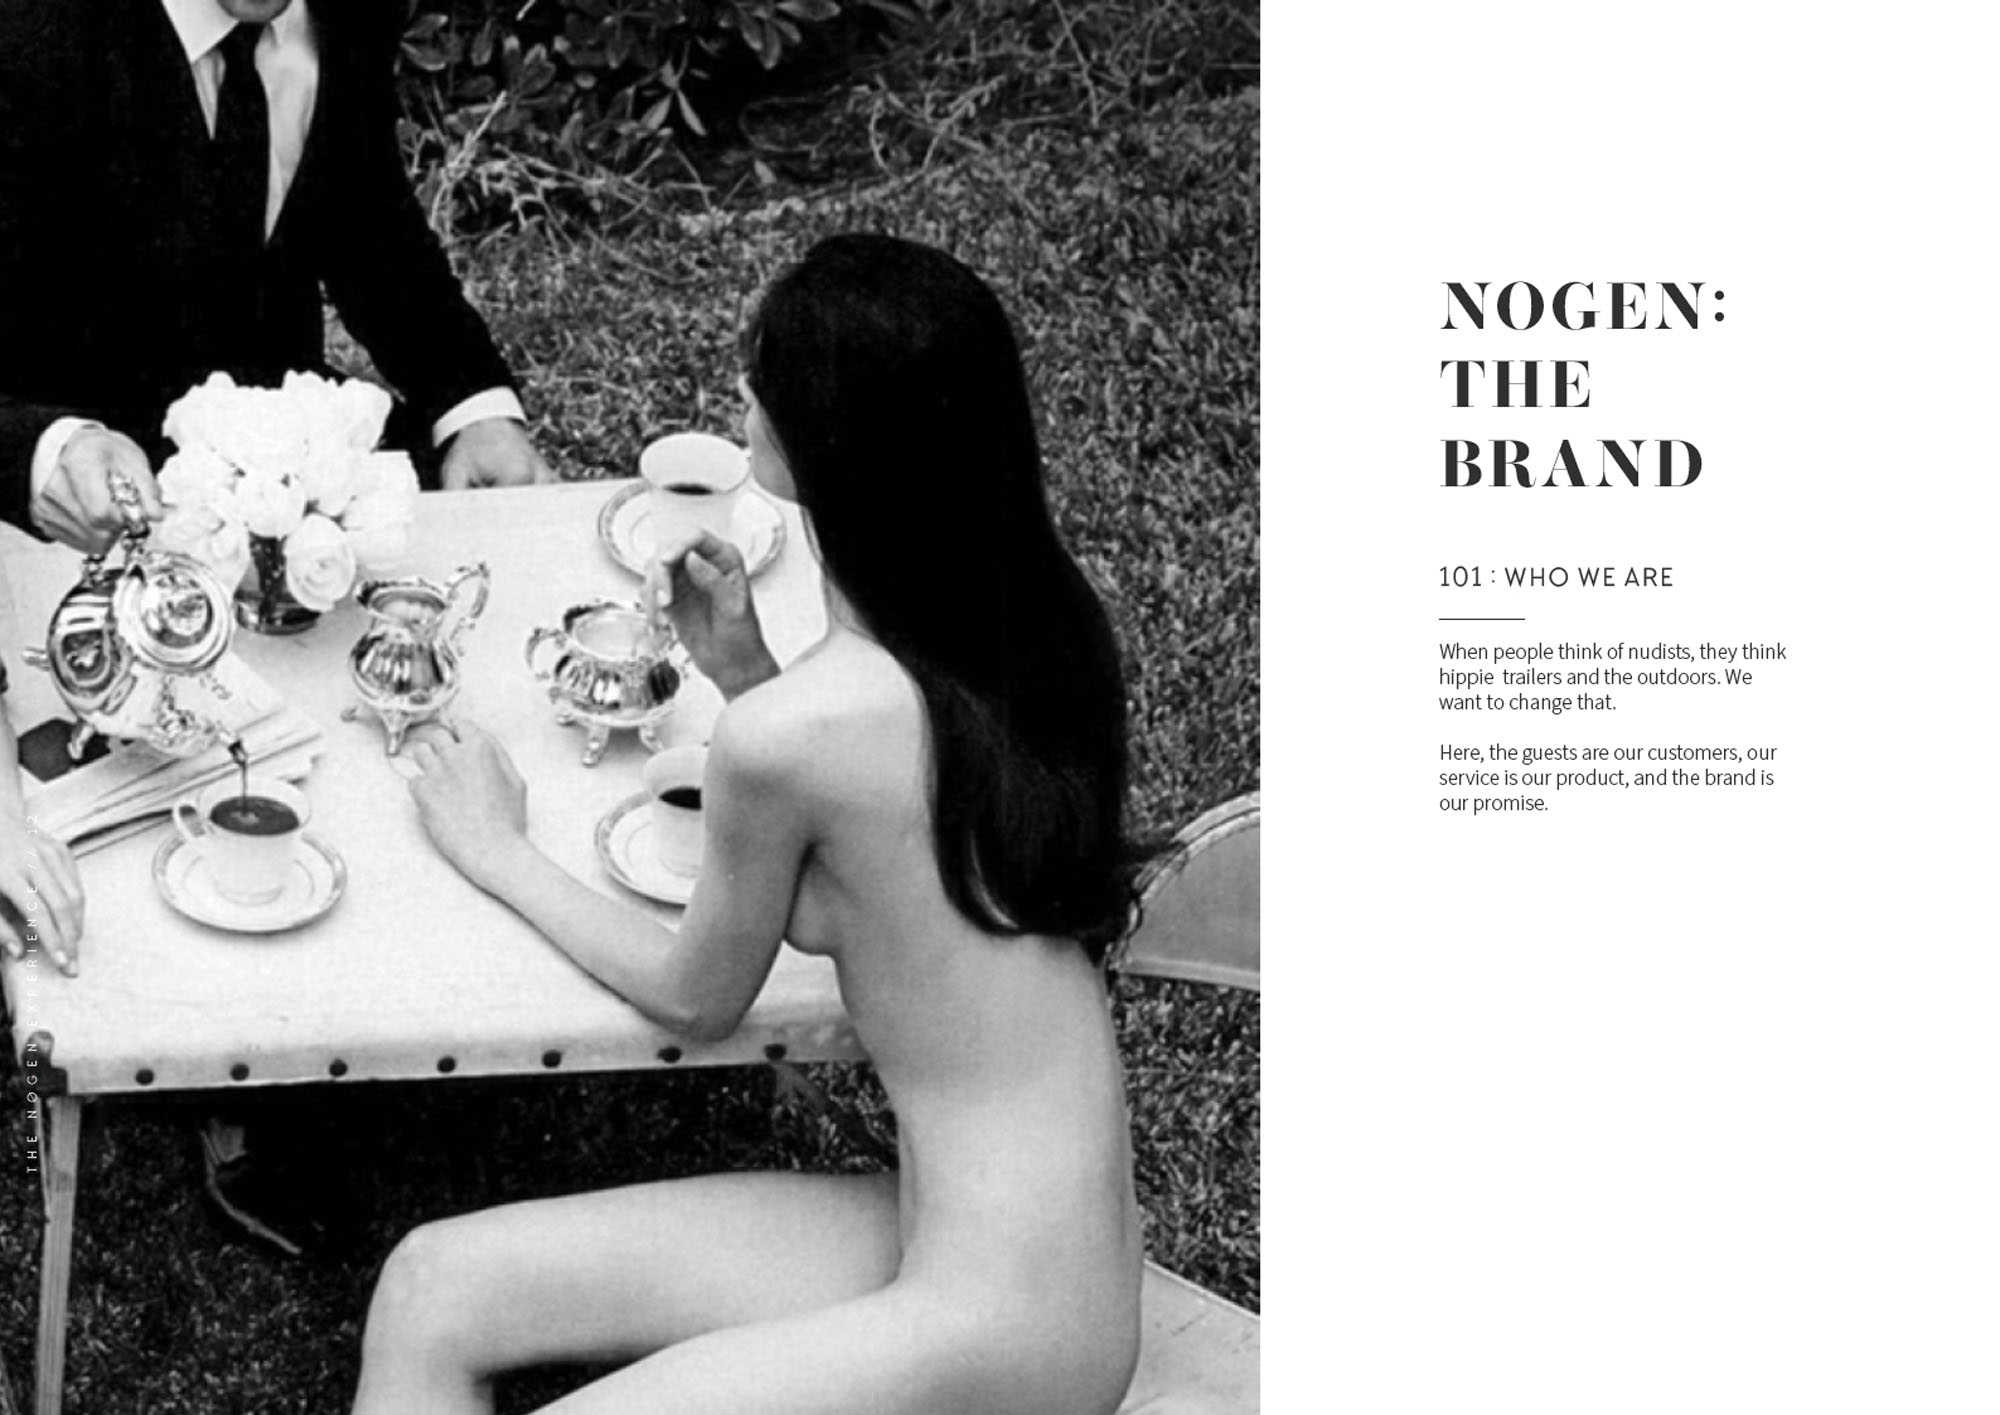 NOGEN:
THE
BRAND
101 : WHO WE ARE
When people think of nudists, they think
hippie  trailers and the outdoors. We
want to change that.
Here, the guests are our customers, our
service is our product, and the brand is
our promise.
THE NØGEN EXPERIENCE // 12